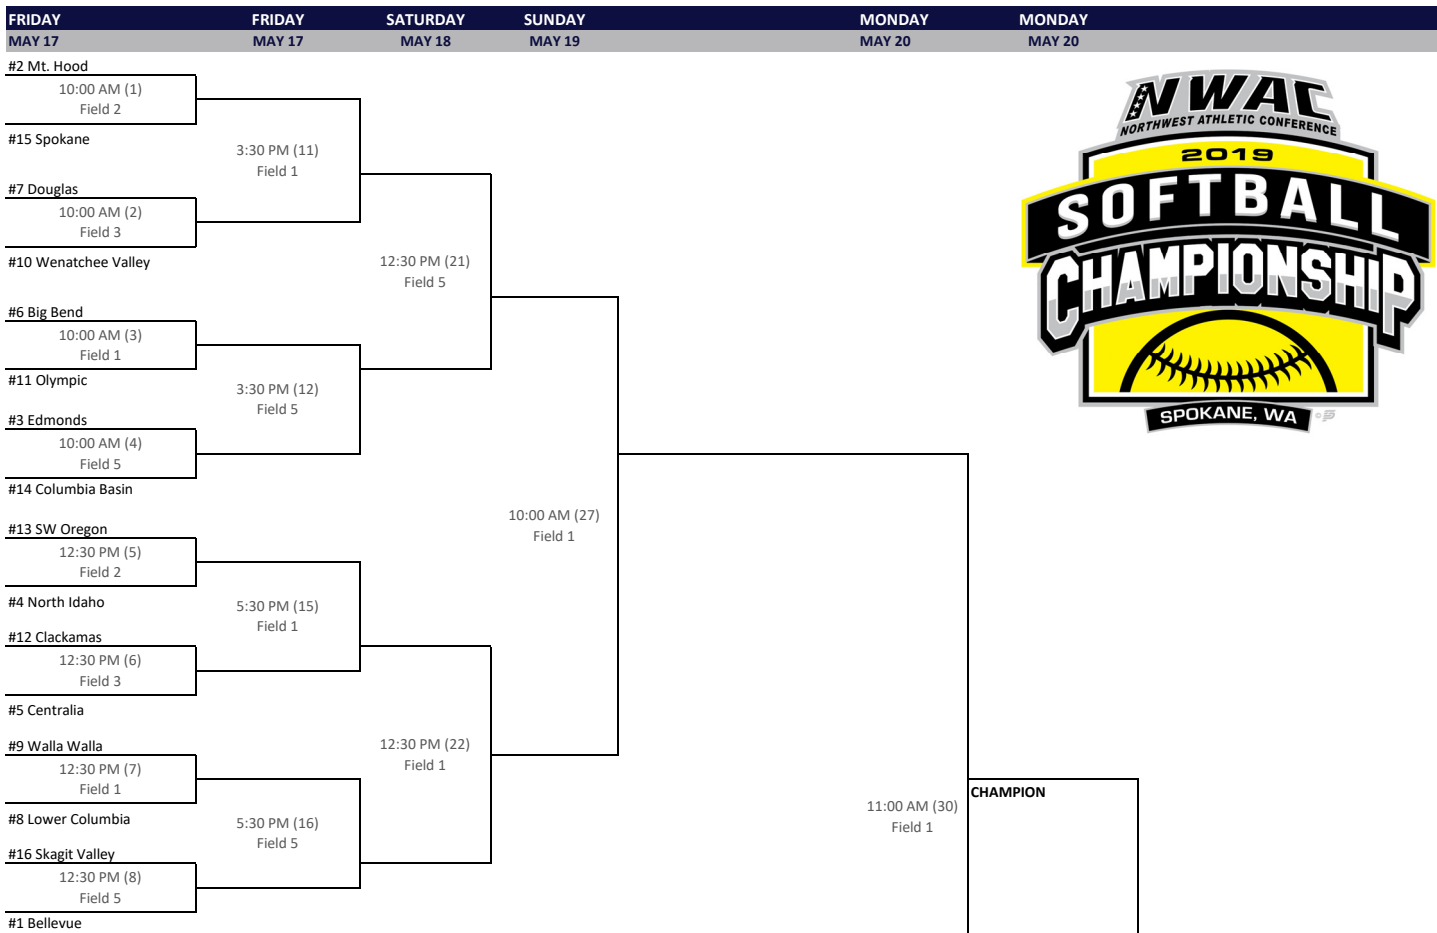 FRIDAY FRIDAY SATURDAY SUNDAY MONDAY MONDAY
MAY 17 MAY 17 MAY 18 MAY 19 MAY 20 MAY 20
#2 Mt. Hood
10:00 AM (1)
Field 2
#15 Spokane
3:30 PM (11)
Field 1
#7 Douglas
10:00 AM (2)
Field 3
#10 Wenatchee Valley
12:30 PM (21)
Field 5
#6 Big Bend
10:00 AM (3)
Field 1
#11 Olympic
3:30 PM (12)
Field 5
#3 Edmonds
10:00 AM (4)
Field 5
#14 Columbia Basin
10:00 AM (27)
Field 1
#13 SW Oregon
12:30 PM (5)
Field 2
#4 North Idaho
5:30 PM (15)
Field 1
#12 Clackamas
12:30 PM (6)
Field 3
#5 Centralia
#9 Walla Walla
12:30 PM (22)
Field 1
12:30 PM (7)
Field 1
#8 Lower Columbia
5:30 PM (16)
Field 5
#16 Skagit Valley
12:30 PM (8)
Field 5
#1 Bellevue
11:00 AM (30)
Field 1
CHAMPION
NWAC
NORTHWEST ATHLETIC CONFERENCE
2019
SOFTBALL
CHAMPIONSHIP
SPOKANE, WA